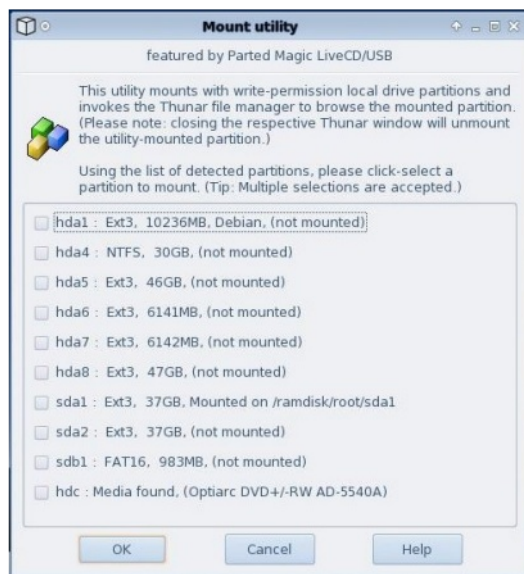 Mount utility
featured by Parted Magic LiveCD/USB
This utility mounts with write-permission local drive partitions and
invokes the Thunar file manager to browse the mounted partition.
(Please note: closing the respective Thunar window will unmount
the utility-mounted partition.)
Using the list of detected partitions, please click-select a
partition to mount. (Tip: Multiple selections are accepted.)
hda1 : Ext3, 10236MB, Debian, (not mounted)
hda4 : NTFS, 30GB, (not mounted)
hda5 : Ext3, 46GB, (not mounted)
hda6 : Ext3, 6141MB, (not mounted)
hda7 : Ext3, 6142MB, (not mounted)
hda8 : Ext3, 47GB, (not mounted)
sda1 : Ext3, 37GB, Mounted on /ramdisk/root/sda1
sda2 : Ext3, 37GB, (not mounted)
sdb1 : FAT16, 983MB, (not mounted)
hdc : Media found, (Optiarc DVD+/-RW AD-5540A)
OK Cancel Help